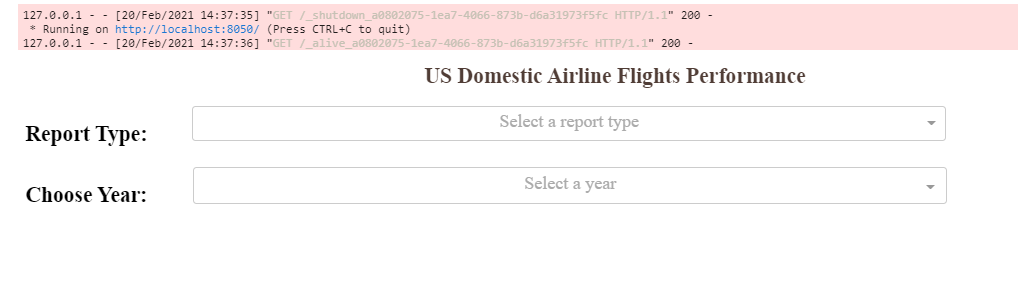 127.0.0.1 - - [20/Feb/2021 14:37:35] "GET /_shutdown_a0802075-1ea7-4066-873b-d6a31973f5fc HTTP/1.1" 200 -
* Running on http://localhost:8050/ (Press CTRL+C to quit)
127.0.0.1 - - [20/Feb/2021 14:37:36] "GET /_alive_a0802075-1ea7-4066-873b-d6a31973f5fc HTTP/1.1" 200 -
US Domestic Airline Flights Performance
Report Type: Select a report type
Choose Year: Select a year